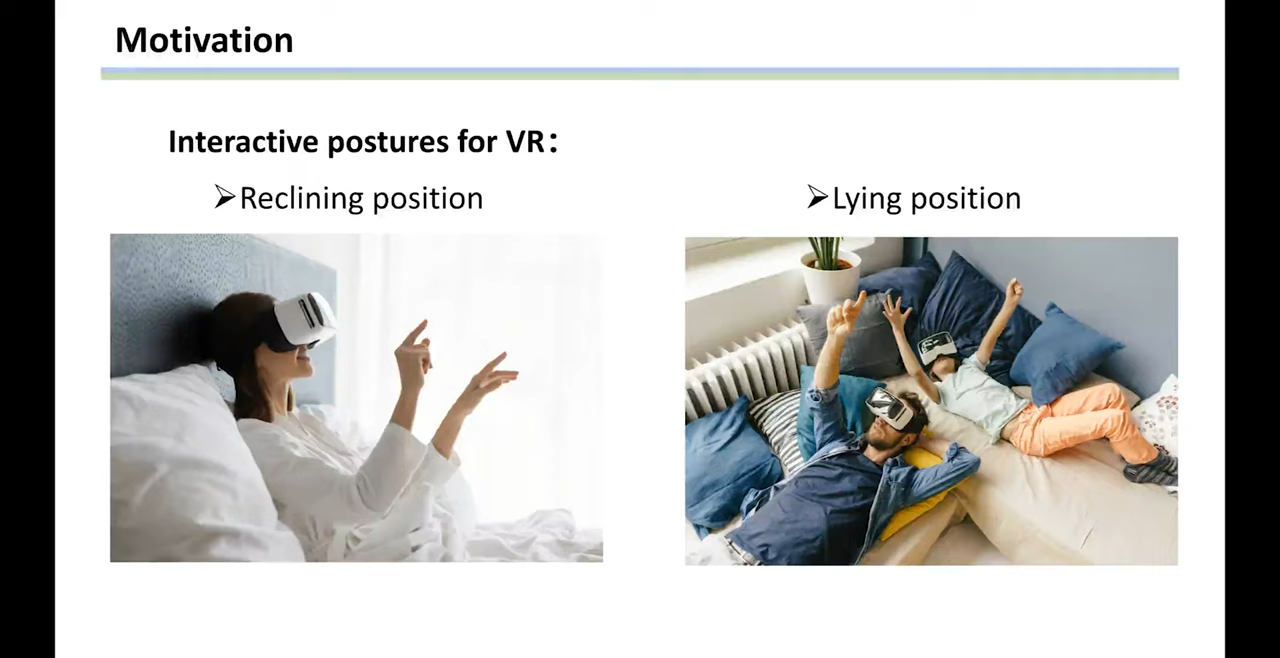 Motivation
Interactive postures for VR：
➢Reclining position
➢Lying position